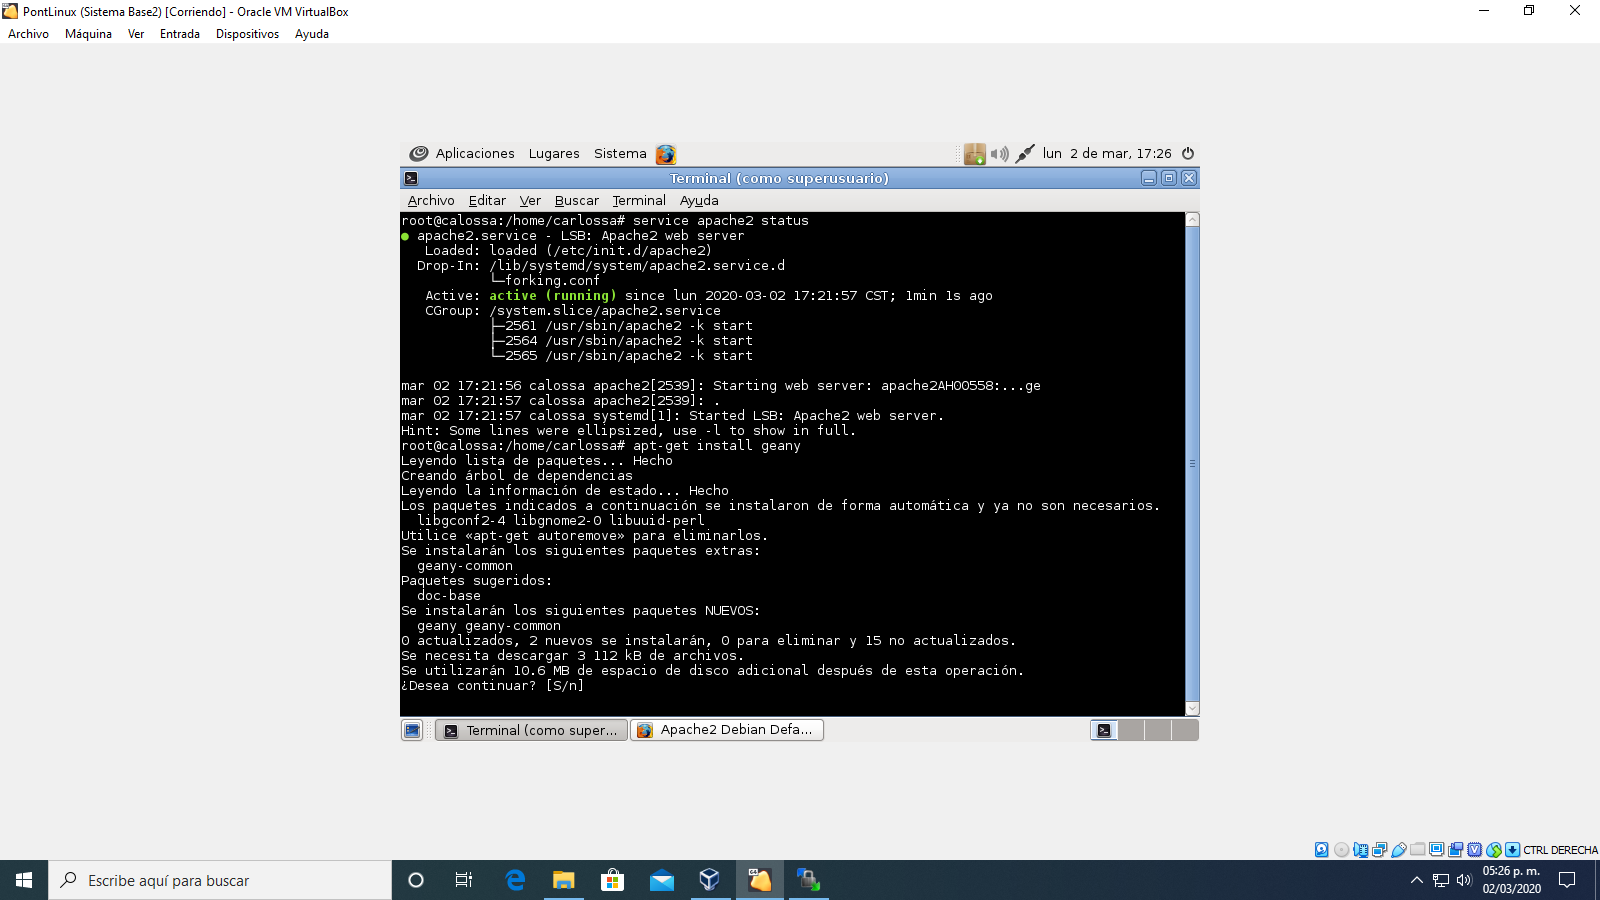 PontLinux (Sistema Base2) [Corriendo] - Oracle VM VirtualBox
Archivo Máquina Ver Entrada Dispositivos Ayuda
Aplicaciones Lugares Sistema lun 2 de mar, 17:26
Terminal (como superusuario)
Archivo Editar Ver Buscar Terminal Ayuda
root@calossa:/home/carlossa# service apache2 status
● apache2.service - LSB: Apache2 web server
Loaded: loaded (/etc/init.d/apache2)
Drop-In: /lib/systemd/system/apache2.service.d
└─forking.conf
Active: active (running) since lun 2020-03-02 17:21:57 CST; 1min 1s ago
CGroup: /system.slice/apache2.service
├─2561 /usr/sbin/apache2 -k start
├─2564 /usr/sbin/apache2 -k start
└─2565 /usr/sbin/apache2 -k start
mar 02 17:21:56 calossa apache2[2539]: Starting web server: apache2AH00558:...ge
mar 02 17:21:57 calossa apache2[2539]: .
mar 02 17:21:57 calossa systemd[1]: Started LSB: Apache2 web server.
Hint: Some lines were ellipsized, use -l to show in full.
root@calossa:/home/carlossa# apt-get install geany
Leyendo lista de paquetes... Hecho
Creando árbol de dependencias
Leyendo la información de estado... Hecho
Los paquetes indicados a continuación se instalaron de forma automática y ya no son necesarios.
libgconf2-4 libgnome2-0 libuuid-perl
Utilice «apt-get autoremove» para eliminarlos.
Se instalarán los siguientes paquetes extras:
geany-common
Paquetes sugeridos:
doc-base
Se instalarán los siguientes paquetes NUEVOS:
geany geany-common
0 actualizados, 2 nuevos se instalarán, 0 para eliminar y 15 no actualizados.
Se necesita descargar 3 112 kB de archivos.
Se utilizarán 10.6 MB de espacio de disco adicional después de esta operación.
¿Desea continuar? [S/n]
Terminal (como super... Apache2 Debian Defa...
CTRL DERECHA
Escribe aquí para buscar
05:26 p. m.
02/03/2020